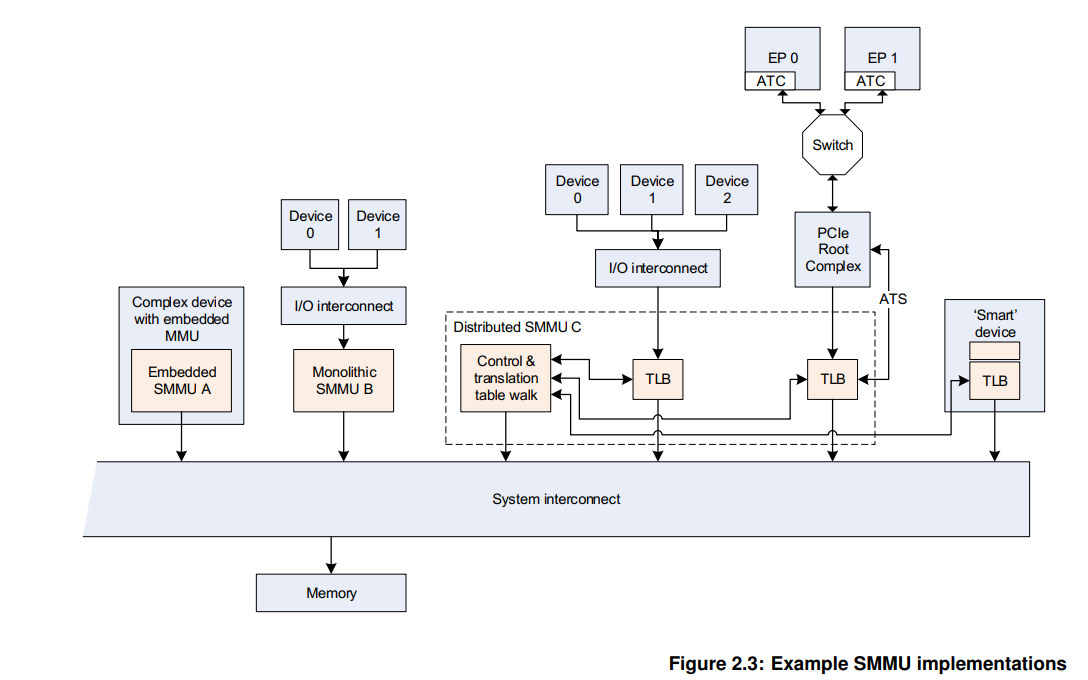 EP 0
ATC
EP 1
ATC
Switch
Device
0
Device
1
Device
2
Device
0
Device
1
PCIe
Root
Complex
I/O interconnect
ATS
I/O interconnect
Complex device
with embedded
MMU
Embedded
SMMU A
Monolithic
SMMU B
Distributed SMMU C
Control &
translation
table walk
TLB
TLB
‘Smart’
device
TLB
System interconnect
Memory
Figure 2.3: Example SMMU implementations